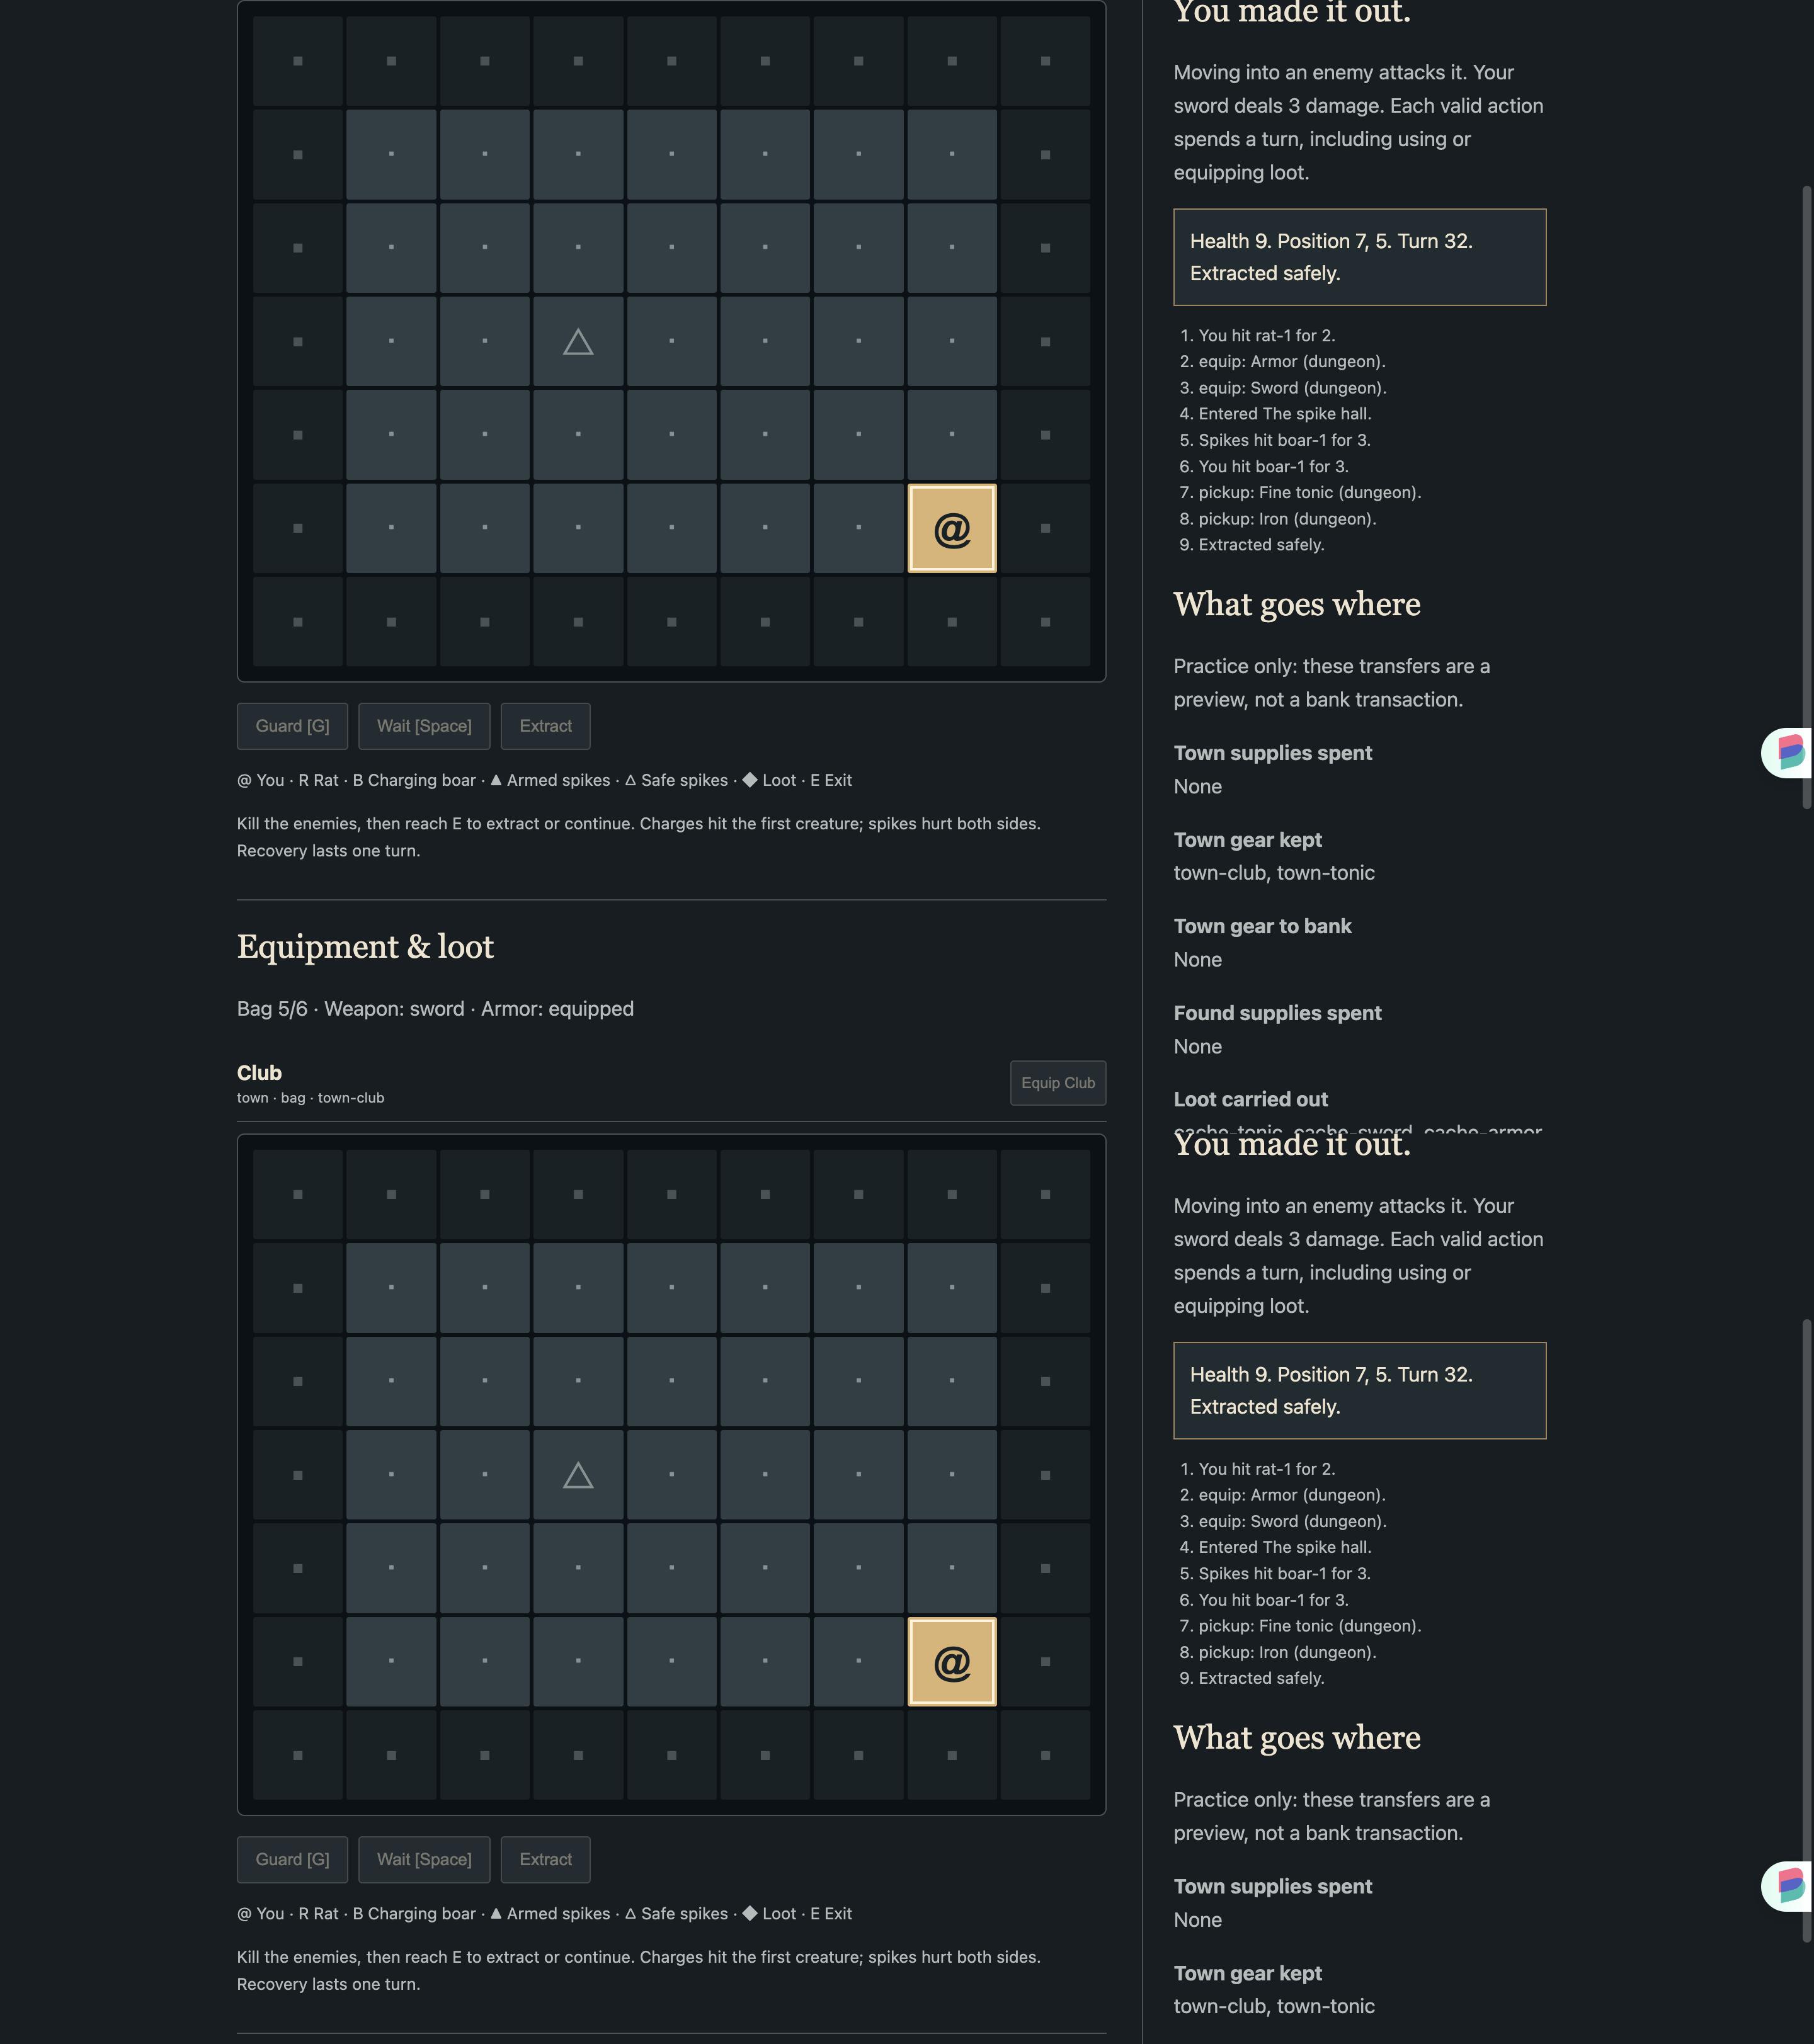 Guard [G]
Wait [Space]
Extract
@ You · R Rat · B Charging boar · ▲ Armed spikes · △ Safe spikes · ◆ Loot · E Exit
Kill the enemies, then reach E to extract or continue. Charges hit the first creature; spikes hurt both sides.
Recovery lasts one turn.
Equipment & loot
Bag 5/6 · Weapon: sword · Armor: equipped
Club
town · bag · town-club
Equip Club
@
You made it out.
Moving into an enemy attacks it. Your
sword deals 3 damage. Each valid action
spends a turn, including using or
equipping loot.
Health 9. Position 7, 5. Turn 32.
Extracted safely.
1. You hit rat-1 for 2.
2. equip: Armor (dungeon).
3. equip: Sword (dungeon).
4. Entered The spike hall.
5. Spikes hit boar-1 for 3.
6. You hit boar-1 for 3.
7. pickup: Fine tonic (dungeon).
8. pickup: Iron (dungeon).
9. Extracted safely.
What goes where
Practice only: these transfers are a
preview, not a bank transaction.
Town supplies spent
None
Town gear kept
town-club, town-tonic
Town gear to bank
None
Found supplies spent
None
Loot carried out
cache-tonic, cache-sword, cache-armor
@
Guard [G]
Wait [Space]
Extract
@ You · R Rat · B Charging boar · ▲ Armed spikes · △ Safe spikes · ◆ Loot · E Exit
Kill the enemies, then reach E to extract or continue. Charges hit the first creature; spikes hurt both sides.
Recovery lasts one turn.
You made it out.
Moving into an enemy attacks it. Your
sword deals 3 damage. Each valid action
spends a turn, including using or
equipping loot.
Health 9. Position 7, 5. Turn 32.
Extracted safely.
1. You hit rat-1 for 2.
2. equip: Armor (dungeon).
3. equip: Sword (dungeon).
4. Entered The spike hall.
5. Spikes hit boar-1 for 3.
6. You hit boar-1 for 3.
7. pickup: Fine tonic (dungeon).
8. pickup: Iron (dungeon).
9. Extracted safely.
What goes where
Practice only: these transfers are a
preview, not a bank transaction.
Town supplies spent
None
Town gear kept
town-club, town-tonic